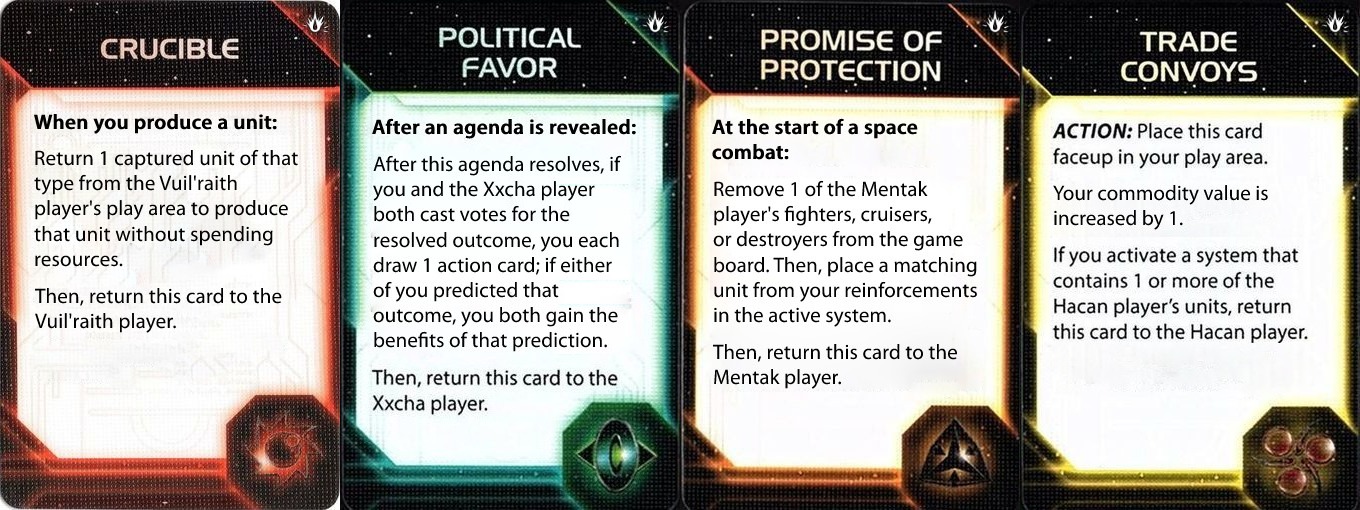 CRUCIBLE
When you produce a unit:
Return 1 captured unit of that
type from the Vuil'raith
player's play area to produce
that unit without spending
resources.
Then, return this card to the
Vuil'raith player.
POLITICAL
FAVOR
After an agenda is revealed:
After this agenda resolves, if
you and the Xxcha player
both cast votes for the
resolved outcome, you each
draw 1 action card; if either
of you predicted that
outcome, you both gain the
benefits of that prediction.
Then, return this card to the
Xxcha player.
PROMISE OF
PROTECTION
At the start of a space
combat:
Remove 1 of the Mentak
player's fighters, cruisers,
or destroyers from the game
board. Then, place a matching
unit from your reinforcements
in the active system.
Then, return this card to the
Mentak player.
TRADE
CONVOYS
ACTION: Place this card
faceup in your play area.
Your commodity value is
increased by 1.
If you activate a system that
contains 1 or more of the
Hacan player’s units, return
this card to the Hacan player.